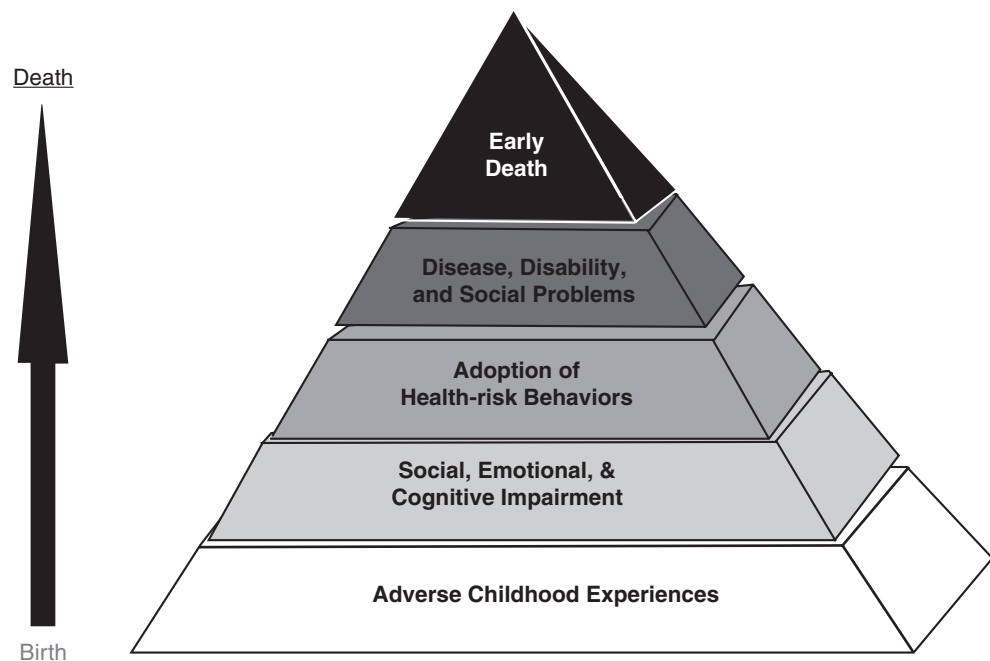 Death
Early
Death
Disease, Disability,
and Social Problems
Adoption of
Health-risk Behaviors
Social, Emotional, &
Cognitive Impairment
Adverse Childhood Experiences
Birth